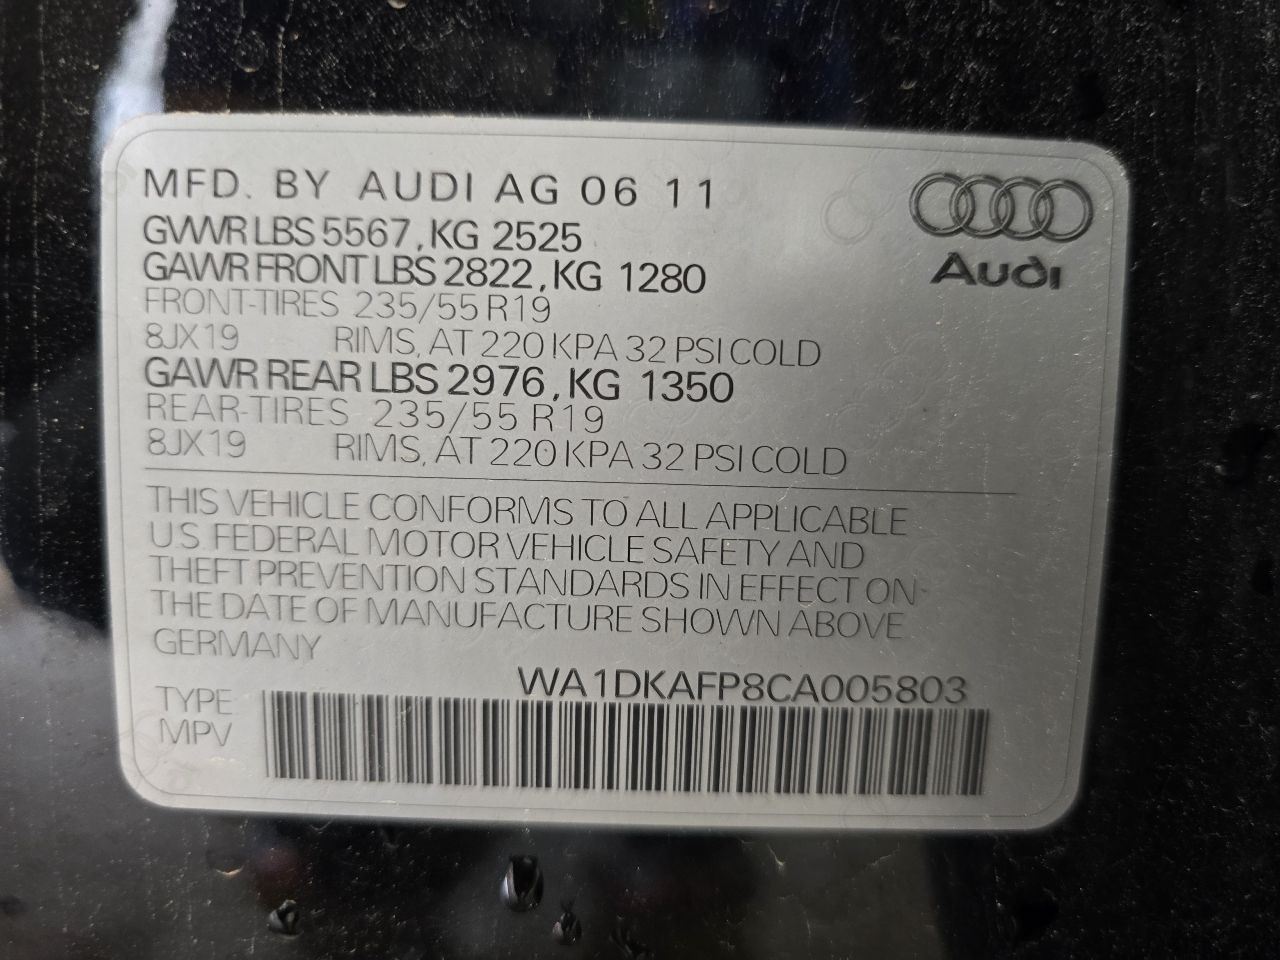 MFD. BY AUDI AG 06 11
GVWR LBS 5567, KG 2525
GAWR FRONT LBS 2822, KG 1280
FRONT-TIRES 235/55 R19
8JX19 RIMS, AT 220 KPA 32 PSI COLD
GAWR REAR LBS 2976, KG 1350
REAR-TIRES 235/55 R19
8JX19 RIMS, AT 220 KPA 32 PSI COLD
Audi
THIS VEHICLE CONFORMS TO ALL APPLICABLE
U.S. FEDERAL MOTOR VEHICLE SAFETY AND
THEFT PREVENTION STANDARDS IN EFFECT ON
THE DATE OF MANUFACTURE SHOWN ABOVE
GERMANY
WA1DKAFP8CA005803
TYPE
MPV